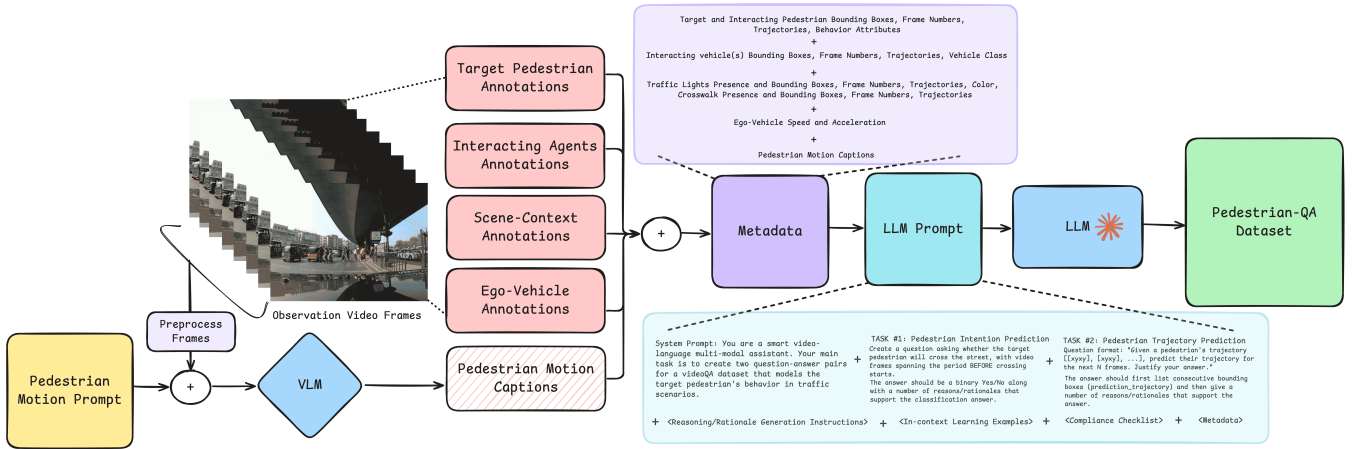 Target and Interacting Pedestrian Bounding Boxes, Frame Numbers,
Trajectories, Behavior Attributes
+
Interacting vehicle(s) Bounding Boxes, Frame Numbers, Trajectories, Vehicle Class
+
Traffic Lights Presence and Bounding Boxes, Frame Numbers, Trajectories, Color,
Crosswalk Presence and Bounding Boxes, Frame Numbers, Trajectories
+
Ego-Vehicle Speed and Acceleration
+
Pedestrian Motion Captions
Target Pedestrian
Annotations
Interacting Agents
Annotations
Scene-Context
Annotations
Ego-Vehicle
Annotations
Pedestrian Motion
Captions
Observation Video Frames
Preprocess
Frames
Pedestrian
Motion Prompt
+
VLM
+
Metadata
LLM Prompt
LLM
Pedestrian-QA
Dataset
System Prompt: You are a smart video-
language multi-modal assistant. Your main
task is to create two question-answer pairs
for a videoQA dataset that models the
target pedestrian's behavior in traffic
scenarios.
+
TASK #1: Pedestrian Intention Prediction
Create a question asking whether the target
pedestrian will cross the street, with video
frames spanning the period BEFORE crossing
starts.
The answer should be a binary Yes/No along
with a number of reasons/rationales that
support the classification answer.
+
TASK #2: Pedestrian Trajectory Prediction
Question format: "Given a pedestrian's trajectory
[[xyxy], [xyxy], ...], predict their trajectory for
the next N frames. Justify your answer."
The answer should first list consecutive bounding
boxes (prediction_trajectory) and then give a
number of reasons/rationales that support the
answer.
+ <Reasoning/Rationale Generation Instructions> + <In-context Learning Examples> + <Compliance Checklist> + <Metadata>